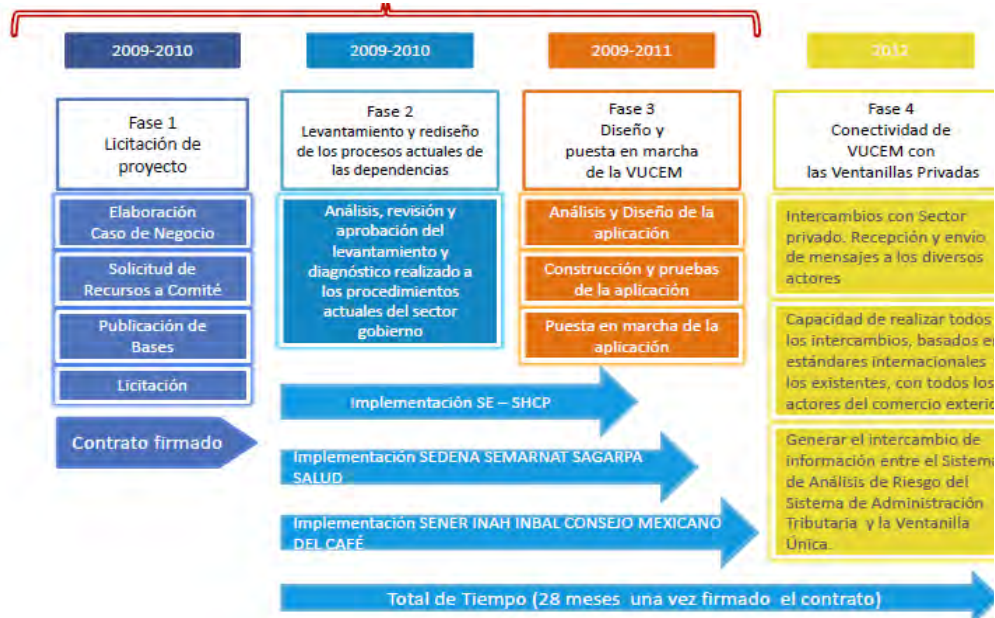 2009-2010
2009-2010
2009-2011
2012
Fase 1
Licitación de
proyecto
Elaboración
Caso de Negocio
Solicitud de
Recursos a Comité
Publicación de
Bases
Licitación
Contrato firmado
Fase 2
Levantamiento y rediseño
de los procesos actuales de
las dependencias
Análisis, revisión y
aprobación del
levantamiento y
diagnóstico realizado a
los procedimientos
actuales del sector
gobierno
Fase 3
Diseño y
puesta en marcha
de la VUCEM
Análisis y Diseño de la
aplicación
Construcción y pruebas
de la aplicación
Puesta en marcha de la
aplicación
Fase 4
Conectividad de
VUCEM con
las Ventanillas Privadas
Intercambios con Sector
privado. Recepción y envío
de mensajes a los diversos
actores
Capacidad de realizar todos
los intercambios, basados en
estándares internacionales
los existentes, con todos los
actores del comercio exterio
Generar el intercambio de
información entre el Sistema
de Análisis de Riesgo del
Sistema de Administración
Tributaria y la Ventanilla
Única.
Implementación SE – SHCP
Implementación SEDENA SEMARNAT SAGARPA
SALUD
Implementación SENER INAH INBAL CONSEJO MEXICANO
DEL CAFÉ
Total de Tiempo (28 meses una vez firmado el contrato)